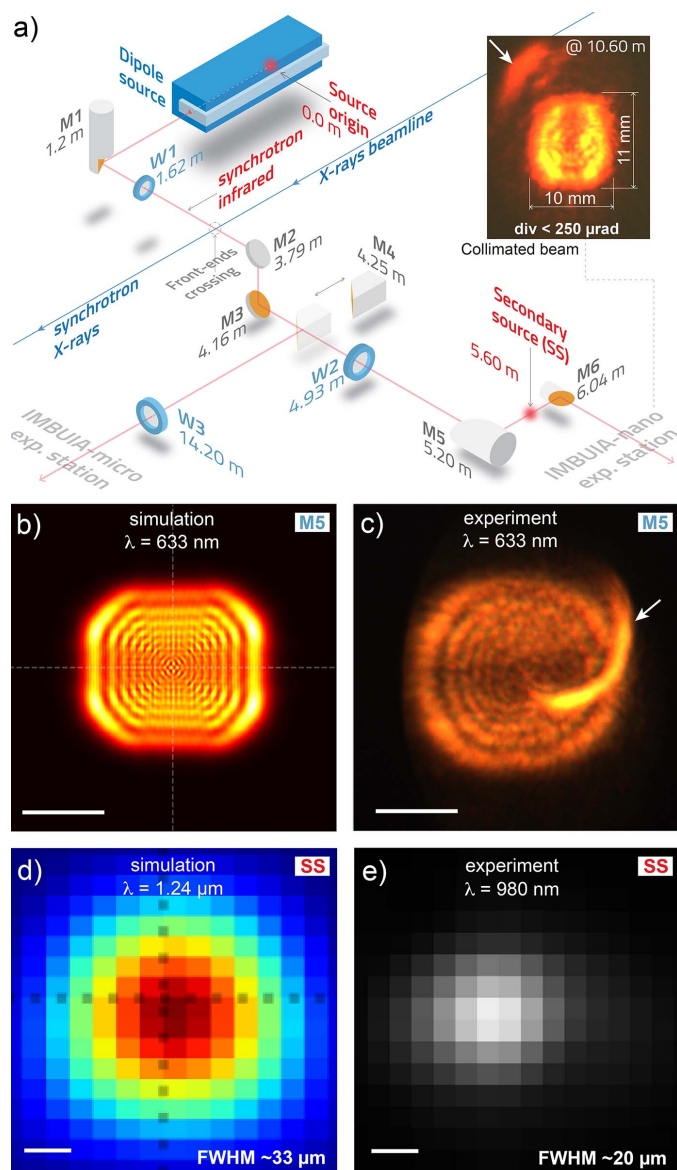 a)
Dipole
source
Source
origin
0.0 m
M1
1.2 m
W1
1.62 m
synchrotron
infrared
X-rays beamline
@ 10.60 m
11 mm
10 mm
div < 250 µrad
Collimated beam
Front-ends
crossing
M2
3.79 m
M3
4.16 m
M4
4.25 m
synchrotron
X-rays
W2
4.93 m
Secondary
source (SS)
5.60 m
M6
6.04 m
M5
5.20 m
W3
14.20 m
IMBUIA-micro
exp. station
IMBUIA-nano
exp. station
b)
simulation
λ = 633 nm
M5
c)
experiment
λ = 633 nm
M5
d)
simulation
λ = 1.24 µm
SS
FWHM ~33 µm
e)
experiment
λ = 980 nm
SS
FWHM ~20 µm